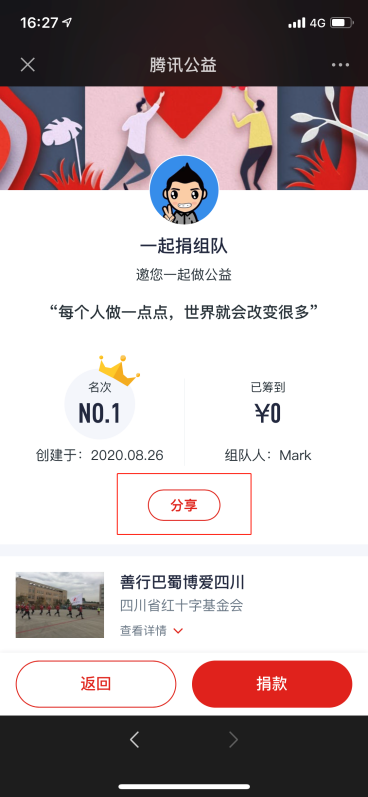 16:27
4G
腾讯公益
一起捐组队
邀您一起做公益
“每个人做一点点，世界就会改变很多”
名次
NO.1
已筹到
¥0
创建于：2020.08.26
组队人：Mark
分享
善行巴蜀博爱四川
四川省红十字基金会
查看详情
返回
捐款